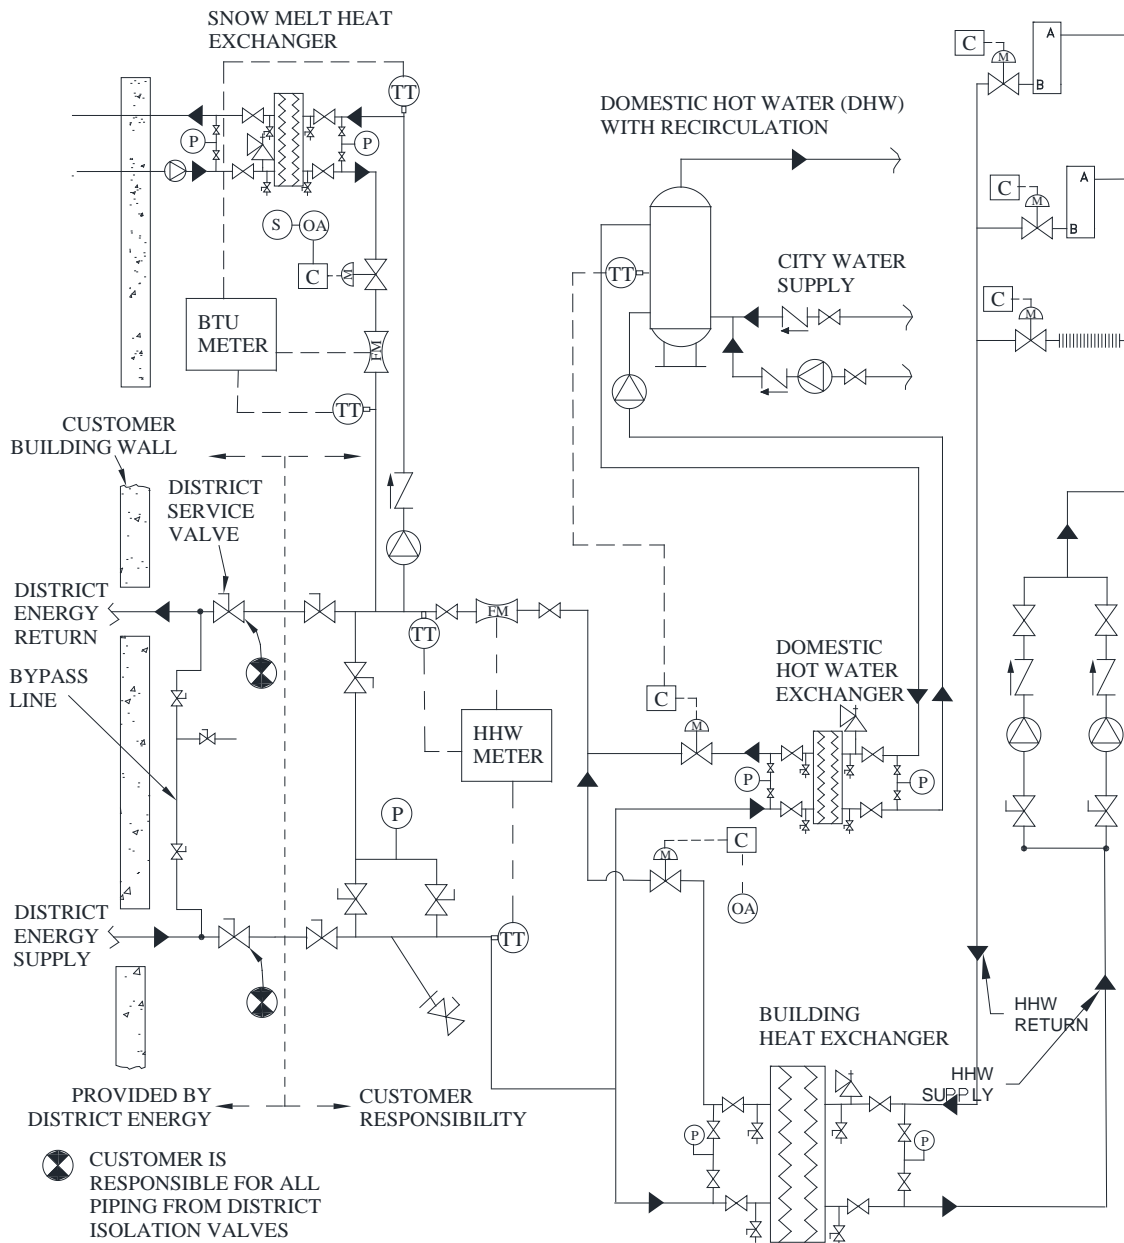 SNOW MELT HEAT
EXCHANGER
TT
P
P
S
OA
C
M
BTU
METER
FM
TT
CUSTOMER
BUILDING WALL
DISTRICT
SERVICE
VALVE
DISTRICT
ENERGY
RETURN
BYPASS
LINE
DISTRICT
ENERGY
SUPPLY
PROVIDED BY
DISTRICT ENERGY
CUSTOMER
RESPONSIBILITY
CUSTOMER IS
RESPONSIBLE FOR ALL
PIPING FROM DISTRICT
ISOLATION VALVES
TT
FM
HHW
METER
P
TT
DOMESTIC HOT WATER (DHW)
WITH RECIRCULATION
TT
CITY WATER
SUPPLY
C
M
DOMESTIC
HOT WATER
EXCHANGER
P
P
M
C
OA
BUILDING
HEAT EXCHANGER
P
P
C
M
A
B
C
M
A
B
C
M
HHW
RETURN
HHW
SUPPLY